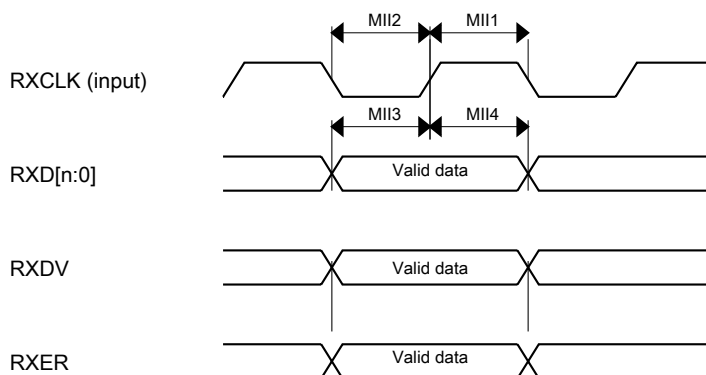 MII2 MII1
RXCLK (input)
MII3 MII4
RXD[n:0] Valid data
RXDV Valid data
RXER Valid data